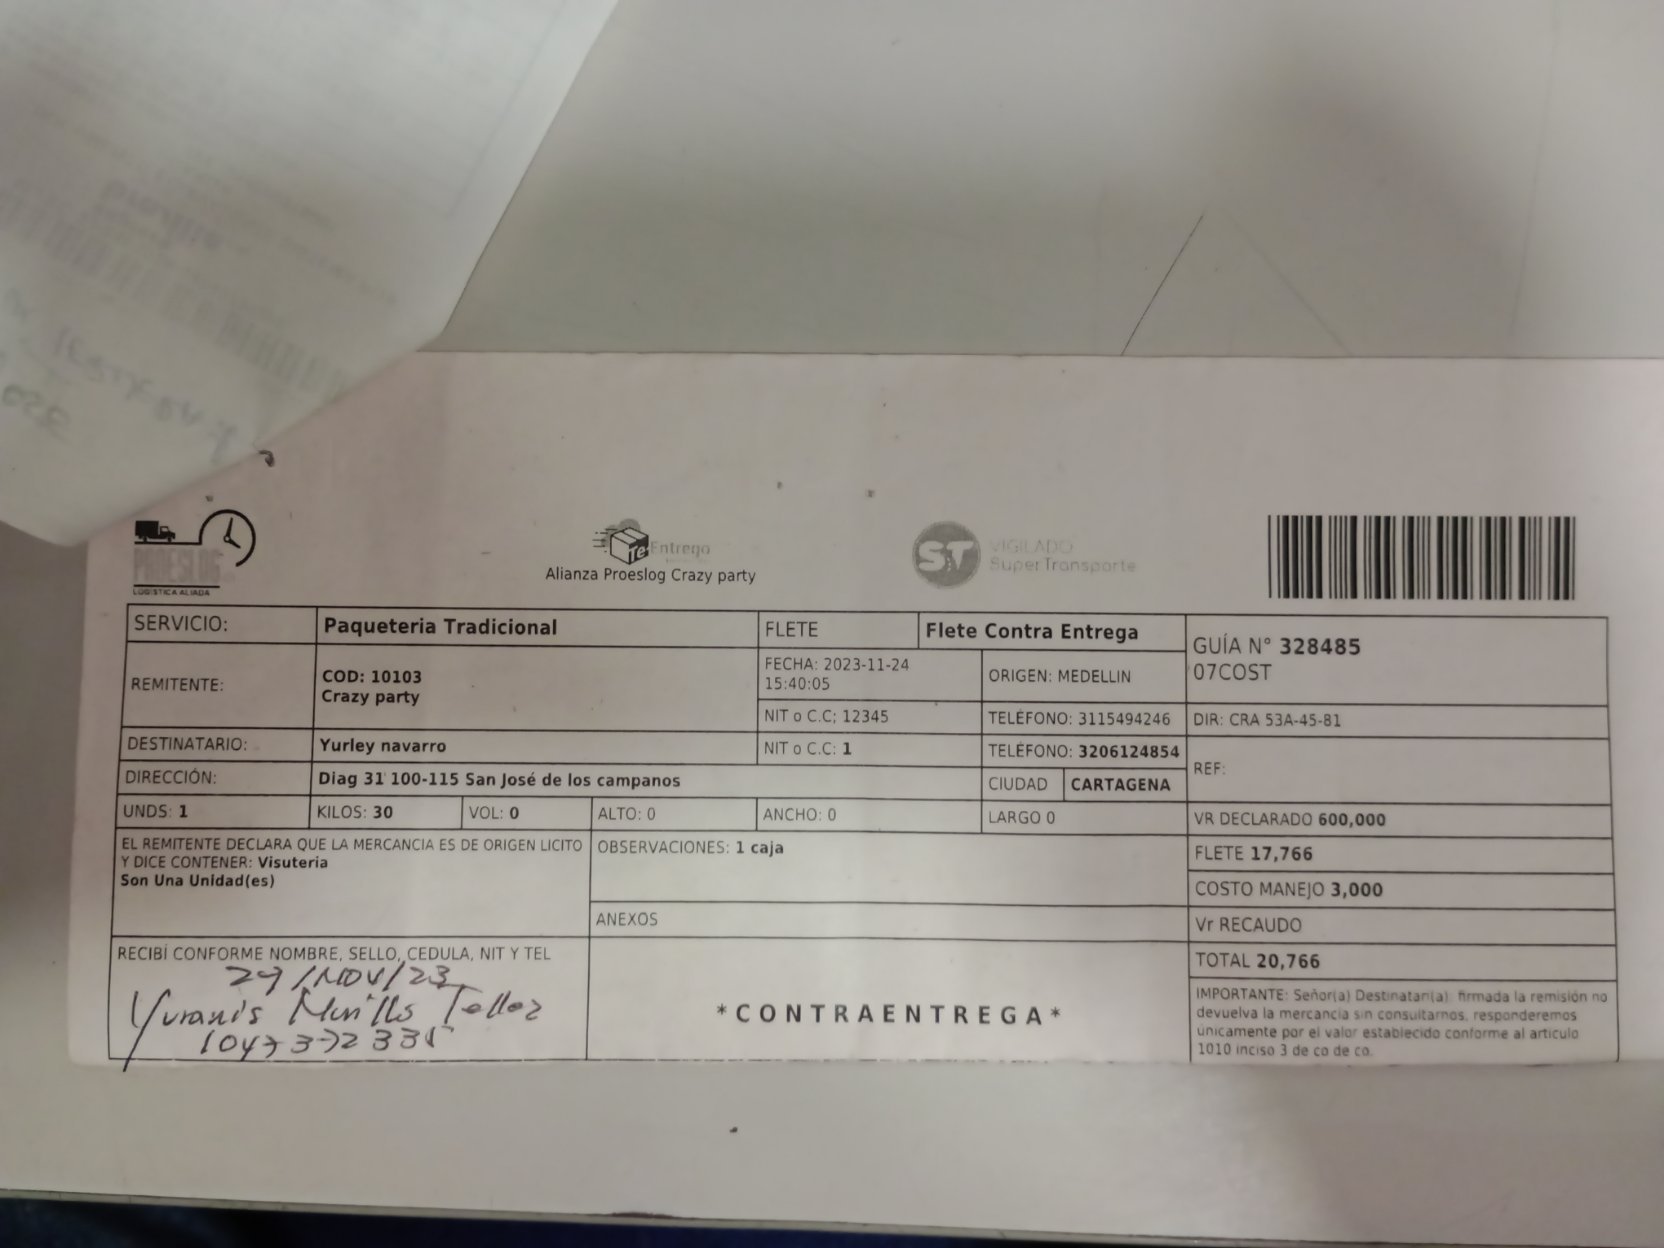 PROESLOG
LOGISTICA ALIADA
Te Entrego
Alianza Proeslog Crazy party
ST VIGILADO
SuperTransporte
SERVICIO: Paqueteria Tradicional FLETE Flete Contra Entrega
GUÍA N° 328485
07COST
REMITENTE: COD: 10103
Crazy party
FECHA: 2023-11-24
15:40:05
ORIGEN: MEDELLIN
NIT o C.C; 12345 TELÉFONO: 3115494246 DIR: CRA 53A-45-81
DESTINATARIO: Yurley navarro NIT o C.C: 1 TELÉFONO: 3206124854
REF:
DIRECCIÓN: Diag 31 100-115 San José de los campanos CIUDAD CARTAGENA
UNDS: 1 KILOS: 30 VOL: 0 ALTO: 0 ANCHO: 0 LARGO 0 VR DECLARADO 600,000
EL REMITENTE DECLARA QUE LA MERCANCIA ES DE ORIGEN LICITO
Y DICE CONTENER: Visuteria
Son Una Unidad(es)
OBSERVACIONES: 1 caja
FLETE 17,766
COSTO MANEJO 3,000
ANEXOS
Vr RECAUDO
TOTAL 20,766
RECIBÍ CONFORME NOMBRE, SELLO, CEDULA, NIT Y TEL
/NOV/23
Yuranis Murillo Tellez
*CONTRAENTREGA*
IMPORTANTE: Señor(a) Destinatari(a): firmada la remisión no
devuelva la mercancia sin consultarnos, responderemos
únicamente por el valor establecido conforme al articulo
1010 inciso 3 de co de co.